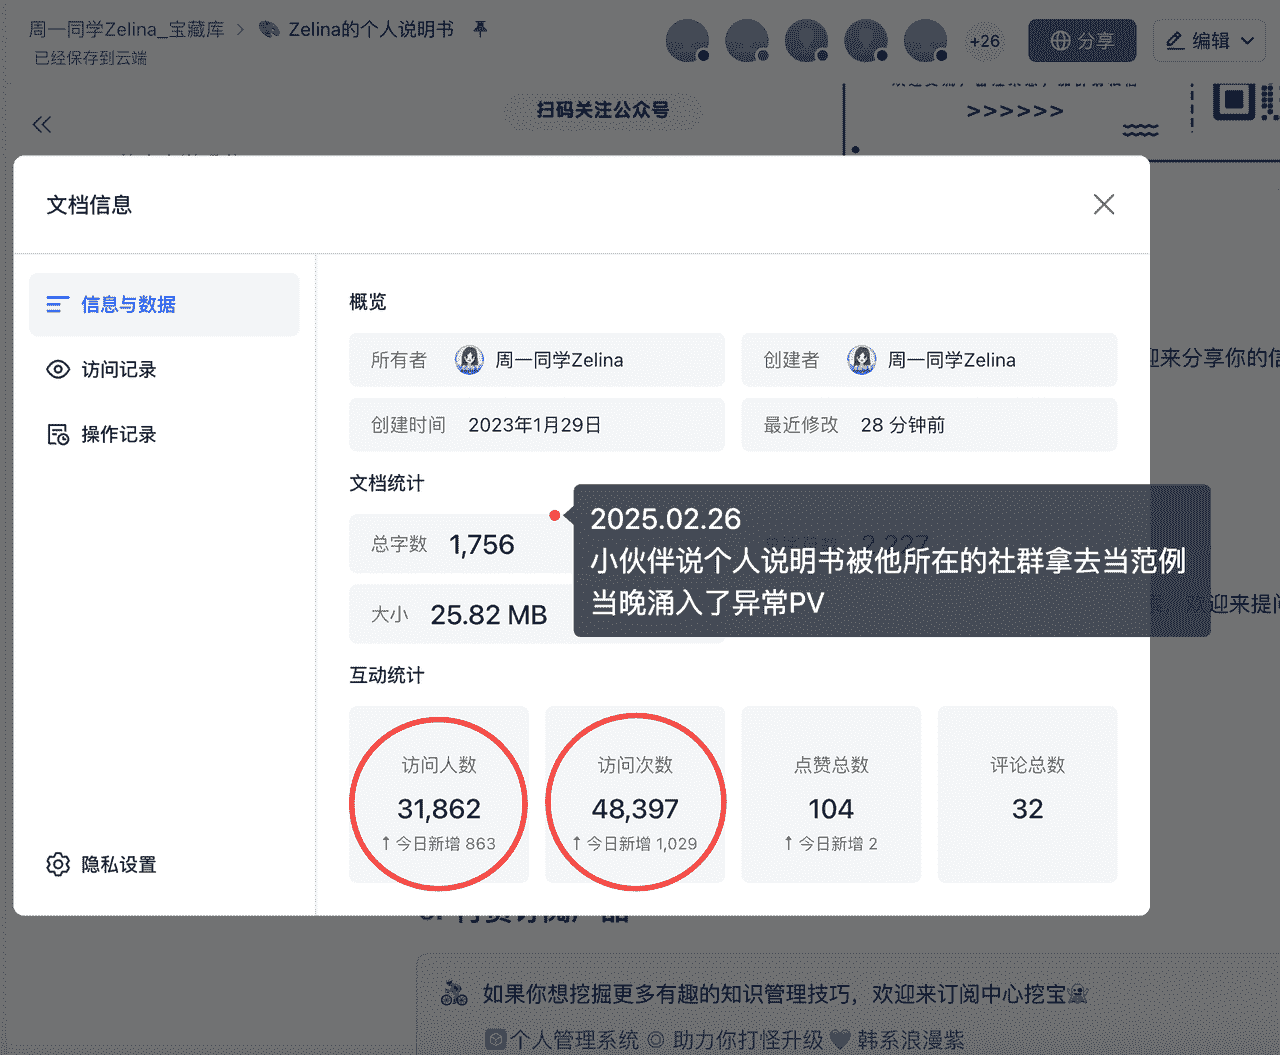 周一同学Zelina_宝藏库 > Zelina的个人说明书
已经保存到云端
+26
分享
编辑
扫码关注公众号
>>>>>>
文档信息
信息与数据
访问记录
操作记录
隐私设置
概览
所有者 周一同学Zelina
创建者 周一同学Zelina
创建时间 2023年1月29日
最近修改 28 分钟前
迎来分享你的信
文档统计
总字数 1,756
2025.02.26
小伙伴说个人说明书被他所在的社群拿去当范例
当晚涌入了异常PV
大小 25.82 MB
欢迎来提问
互动统计
访问人数
31,862
↑ 今日新增 863
访问次数
48,397
↑ 今日新增 1,029
点赞总数
104
↑ 今日新增 2
评论总数
32
如果你想挖掘更多有趣的知识管理技巧，欢迎来订阅中心挖宝
个人管理系统 ◎ 助力你打怪升级 韩系浪漫紫